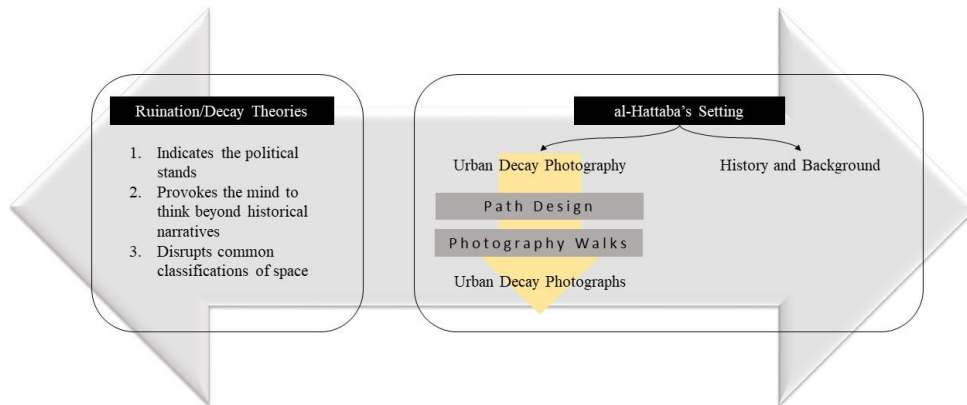 Ruination/Decay Theories
1. Indicates the political
stands
2. Provokes the mind to
think beyond historical
narratives
3. Disrupts common
classifications of space
al-Hattaba’s Setting
Urban Decay Photography
History and Background
Path Design
Photography Walks
Urban Decay Photographs